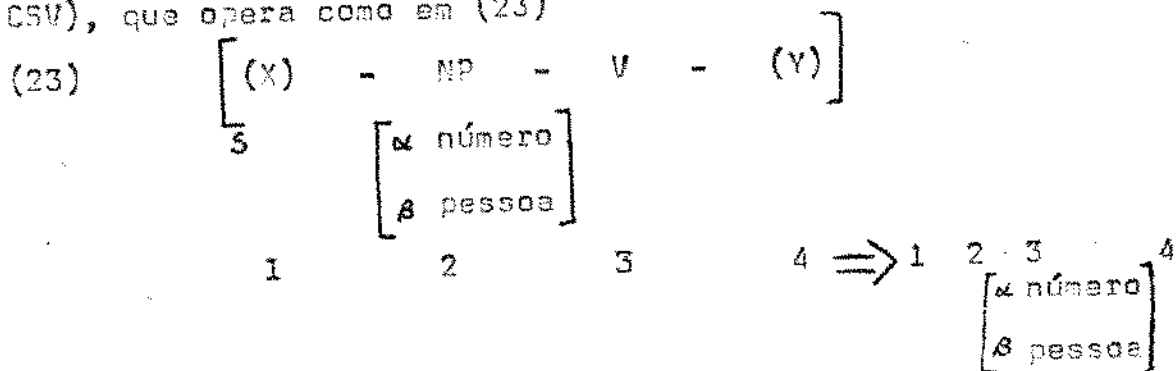 CSV), que opera como em (23)
(23) [ (X) - NP - V - (Y) ]
S
[ α número
β pessoa ]
1 2 3 4 ⟹ 1 2 3 4
[ α número
β pessoa ]